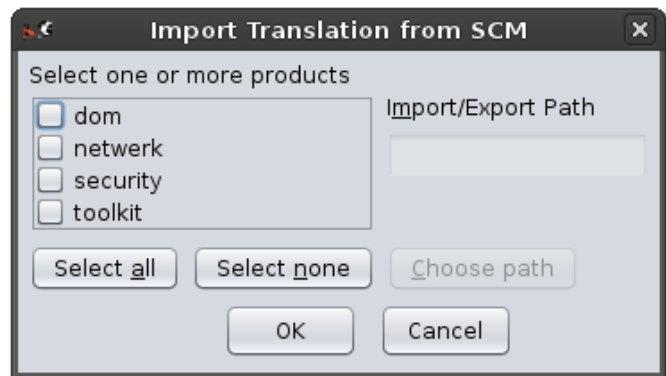 Import Translation from SCM
Select one or more products
dom
netwerk
security
toolkit
Import/Export Path
Select all
Select none
Choose path
OK
Cancel